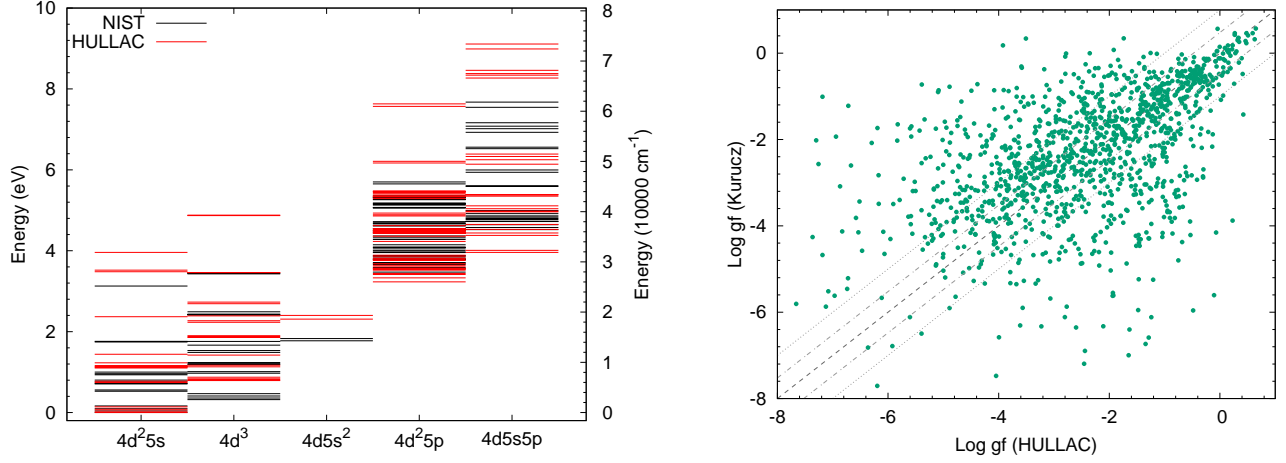 NIST
HULLAC
Energy (eV)
10
8
6
4
2
0
4d²5s
4d³
4d5s²
4d²5p
4d5s5p
8
7
6
5
4
3
2
1
0
Energy (10000 cm⁻¹)
Log gf (Kurucz)
0
-2
-4
-6
-8
-8
-6
-4
-2
0
Log gf (HULLAC)